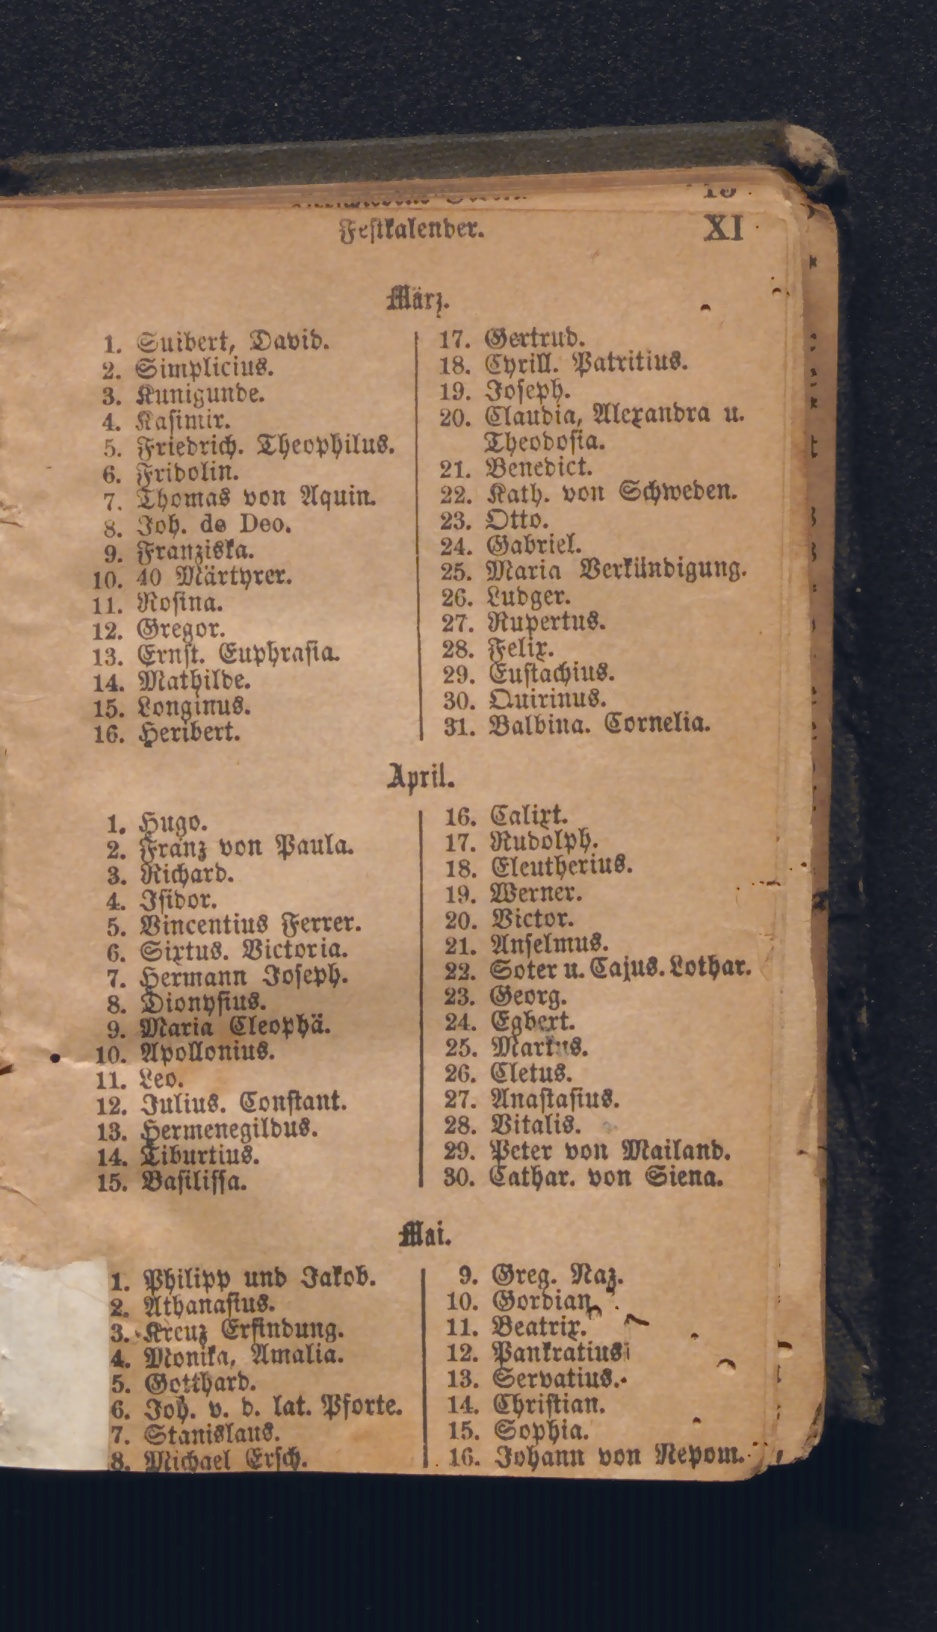 Festkalender.
XI
März.
1. Suibert, David.
2. Simplicius.
3. Kunigunde.
4. Kasimir.
5. Friedrich. Theophilus.
6. Fridolin.
7. Thomas von Aquin.
8. Joh. de Deo.
9. Franziska.
10. 40 Märtyrer.
11. Rosina.
12. Gregor.
13. Ernst. Euphrasia.
14. Mathilde.
15. Longinus.
16. Heribert.
17. Gertrud.
18. Cyrill. Patritius.
19. Joseph.
20. Claudia, Alexandra u.
Theodosia.
21. Benedict.
22. Kath. von Schweden.
23. Otto.
24. Gabriel.
25. Maria Verkündigung.
26. Ludger.
27. Rupertus.
28. Felix.
29. Eustachius.
30. Quirinus.
31. Balbina. Cornelia.
April.
1. Hugo.
2. Franz von Paula.
3. Richard.
4. Isidor.
5. Vincentius Ferrer.
6. Sixtus. Victoria.
7. Hermann Joseph.
8. Dionysius.
9. Maria Cleophä.
10. Apollonius.
11. Leo.
12. Julius. Constant.
13. Hermenegildus.
14. Tiburtius.
15. Basilissa.
16. Calixt.
17. Rudolph.
18. Eleutherius.
19. Werner.
20. Victor.
21. Anselmus.
22. Soter u. Cajus. Lothar.
23. Georg.
24. Egbert.
25. Markus.
26. Cletus.
27. Anastasius.
28. Vitalis.
29. Peter von Mailand.
30. Cathar. von Siena.
Mai.
1. Philipp und Jakob.
2. Athanasius.
3. Kreuz Erfindung.
4. Monika, Amalia.
5. Gotthard.
6. Joh. v. d. lat. Pforte.
7. Stanislaus.
8. Michael Ersch.
9. Greg. Naz.
10. Gordian.
11. Beatrix.
12. Pankratius
13. Servatius.
14. Christian.
15. Sophia.
16. Johann von Nepom.